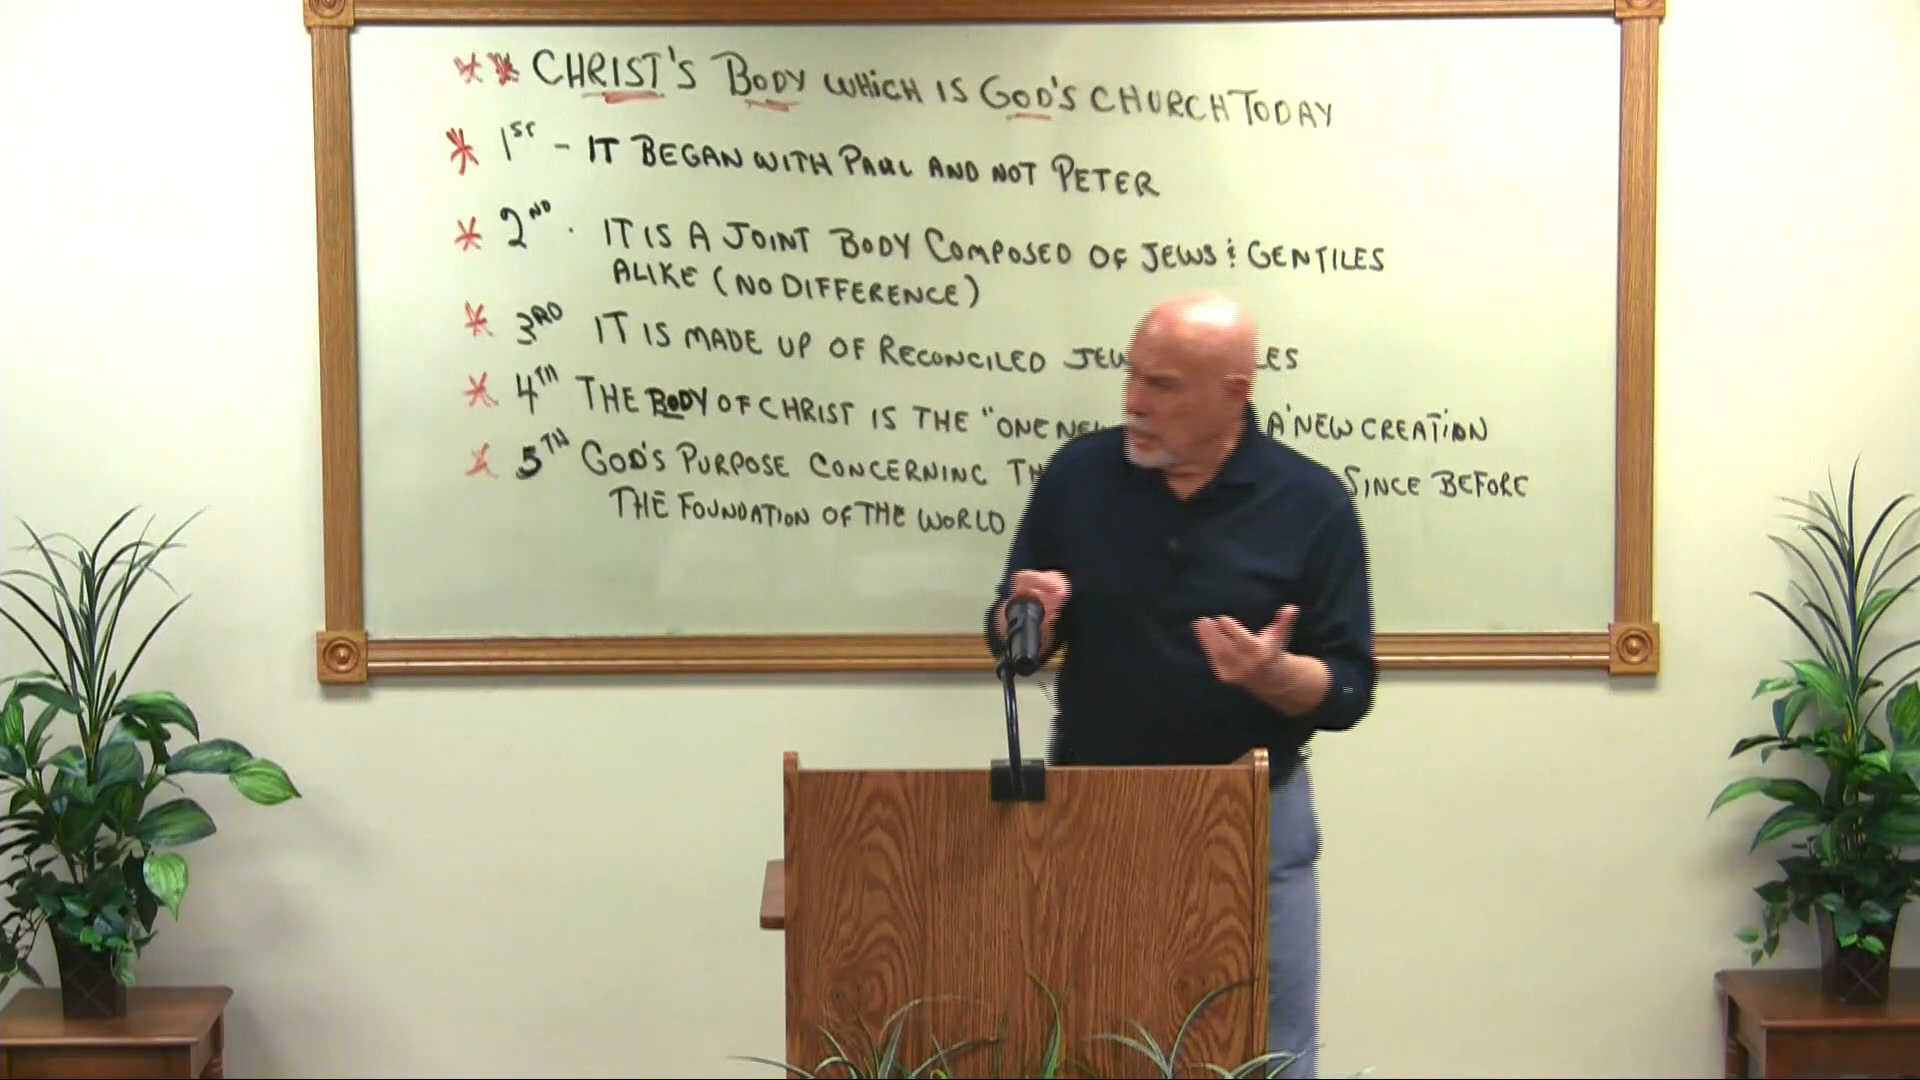 ** CHRIST'S BODY WHICH IS GOD'S CHURCH TODAY
* 1ST - IT BEGAN WITH PAUL AND NOT PETER
* 2ND. IT IS A JOINT BODY COMPOSED OF JEWS & GENTILES
ALIKE (NO DIFFERENCE)
* 3RD IT IS MADE UP OF RECONCILED
* 4TH THE BODY OF CHRIST IS THE "ONE A NEW CREATION
* 5TH GOD'S PURPOSE CONCERNING SINCE BEFORE
THE FOUNDATION OF THE WORLD